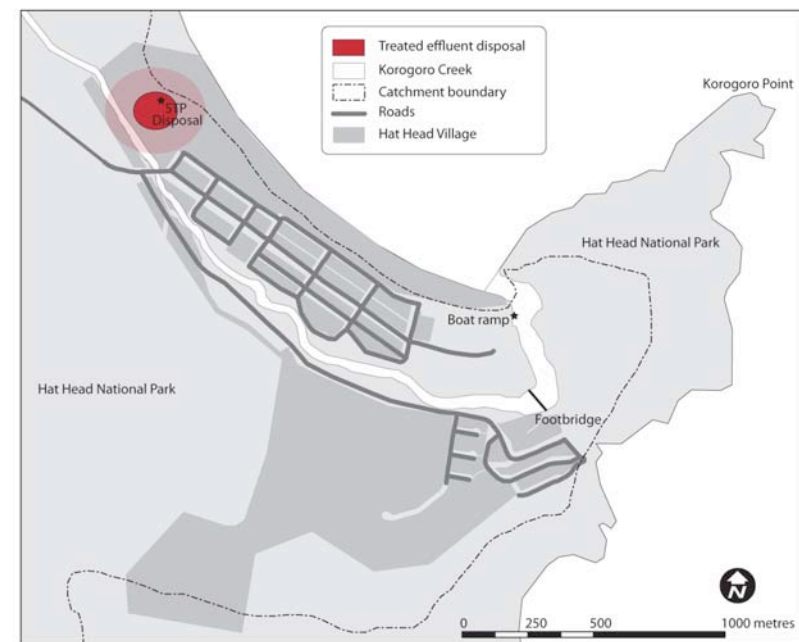 Treated effluent disposal
Korogoro Creek
Catchment boundary
Roads
Hat Head Village
Korogoro Point
STP
Disposal
Hat Head National Park
Boat ramp
Hat Head National Park
Footbridge
N
0 250 500 1000 metres